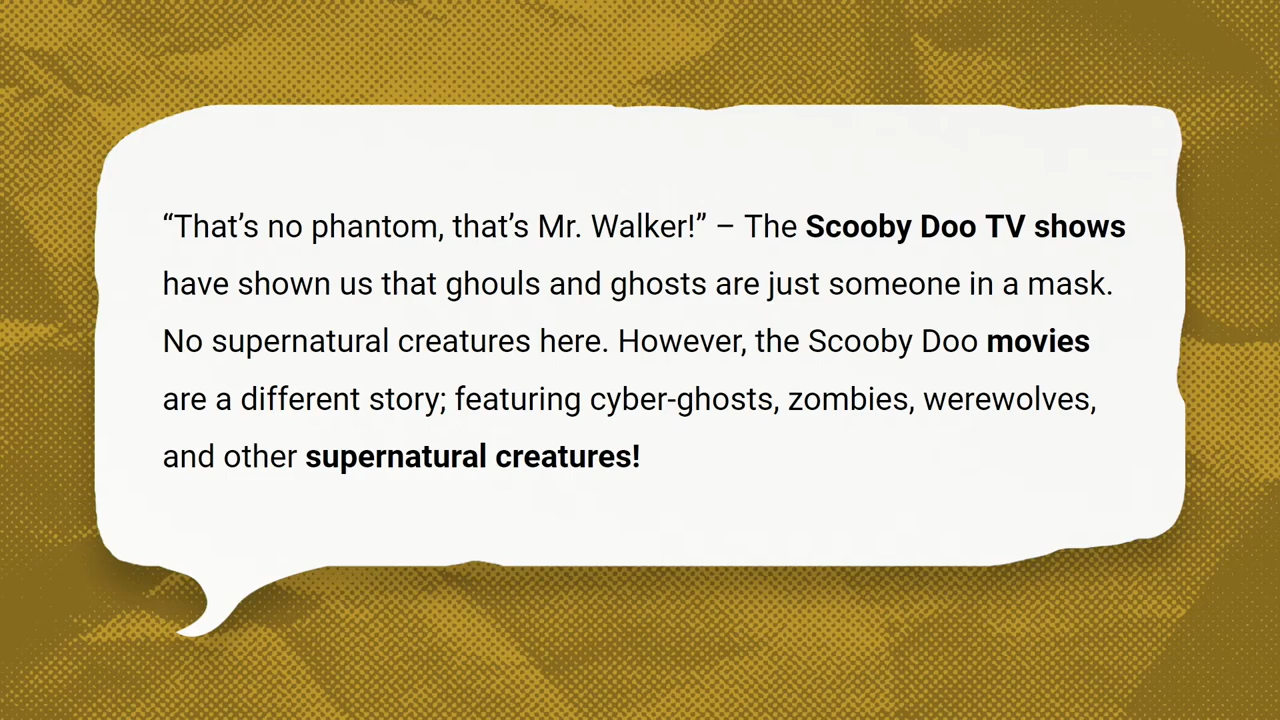 “That’s no phantom, that’s Mr. Walker!” – The Scooby Doo TV shows
have shown us that ghouls and ghosts are just someone in a mask.
No supernatural creatures here. However, the Scooby Doo movies
are a different story; featuring cyber-ghosts, zombies, werewolves,
and other supernatural creatures!